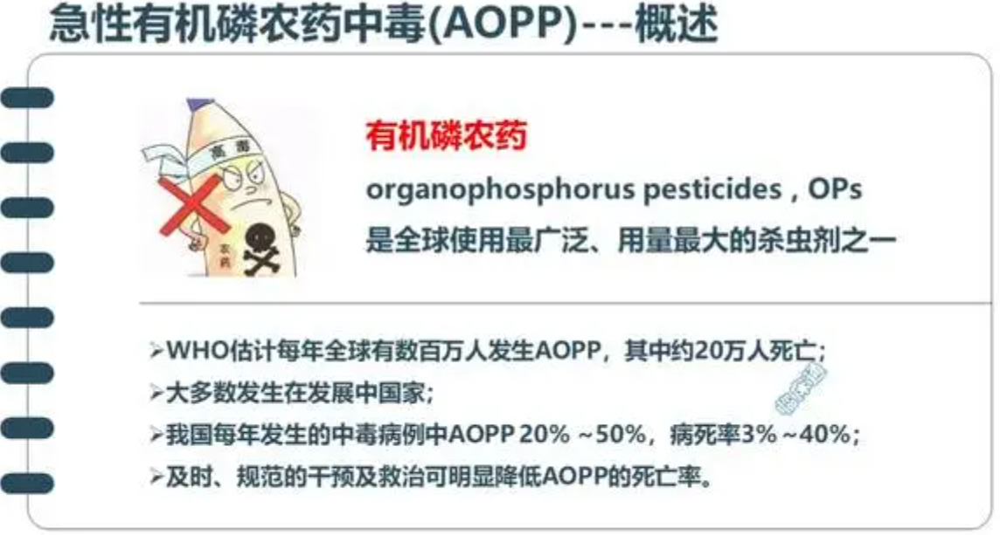 急性有机磷农药中毒(AOPP)---概述
高毒
农药
有机磷农药
organophosphorus pesticides , OPs
是全球使用最广泛、用量最大的杀虫剂之一
➢WHO估计每年全球有数百万人发生AOPP，其中约20万人死亡；
➢大多数发生在发展中国家；
➢我国每年发生的中毒病例中AOPP 20% ~50%，病死率3% ~40%；
➢及时、规范的干预及救治可明显降低AOPP的死亡率。
临床道